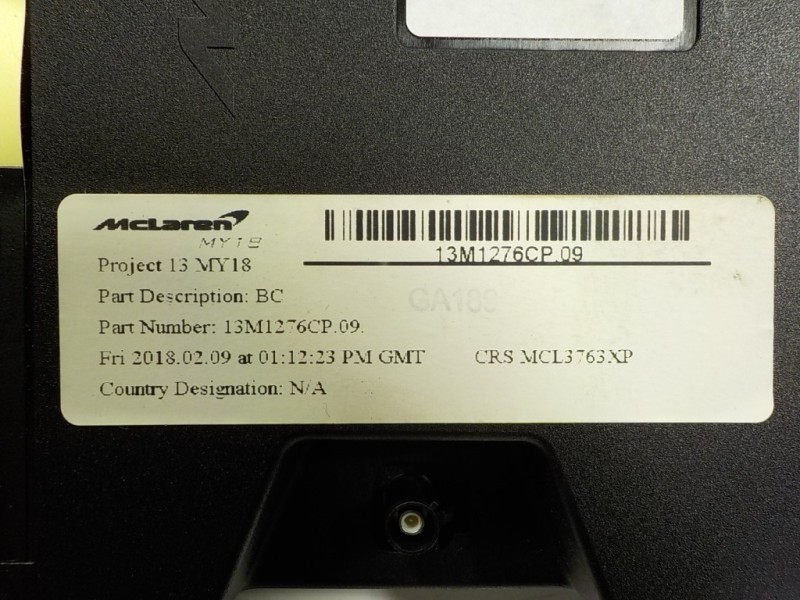 McLaren
MY18
13M1276CP.09
Project 13 MY18
Part Description: BC
GA189
Part Number: 13M1276CP.09.
Fri 2018.02.09 at 01:12:23 PM GMT CRS MCL3763XP
Country Designation: N/A